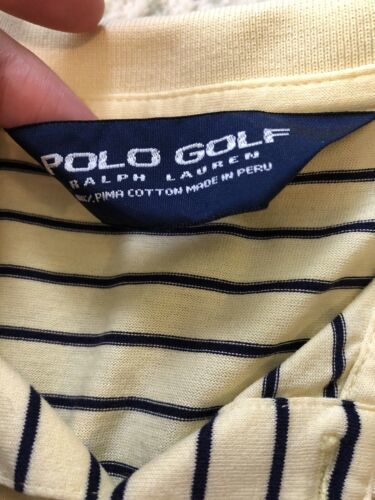 POLO GOLF
RALPH LAUREN
PIMA COTTON MADE IN PERU